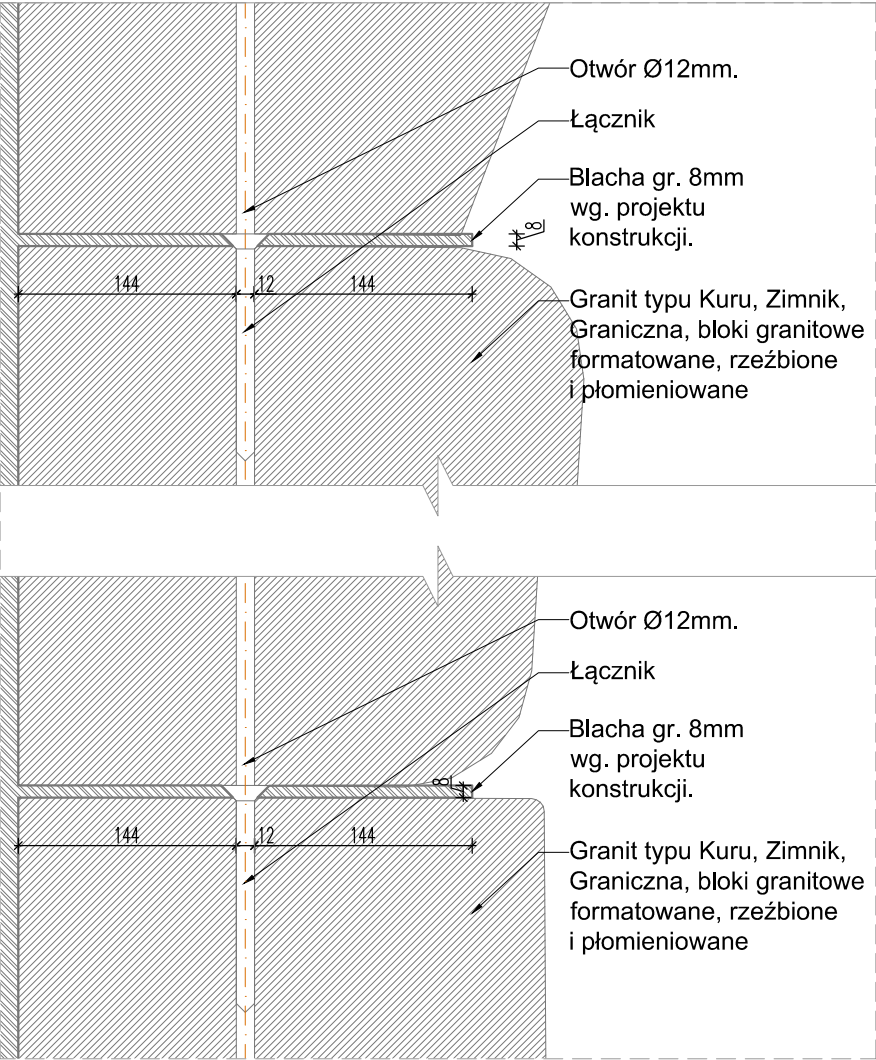 Otwór Ø12mm.
Łącznik
Blacha gr. 8mm
wg. projektu
konstrukcji.
8
144 12 144
Granit typu Kuru, Zimnik,
Graniczna, bloki granitowe
formatowane, rzeźbione
i płomieniowane
Otwór Ø12mm.
Łącznik
Blacha gr. 8mm
wg. projektu
konstrukcji.
8
144 12 144
Granit typu Kuru, Zimnik,
Graniczna, bloki granitowe
formatowane, rzeźbione
i płomieniowane